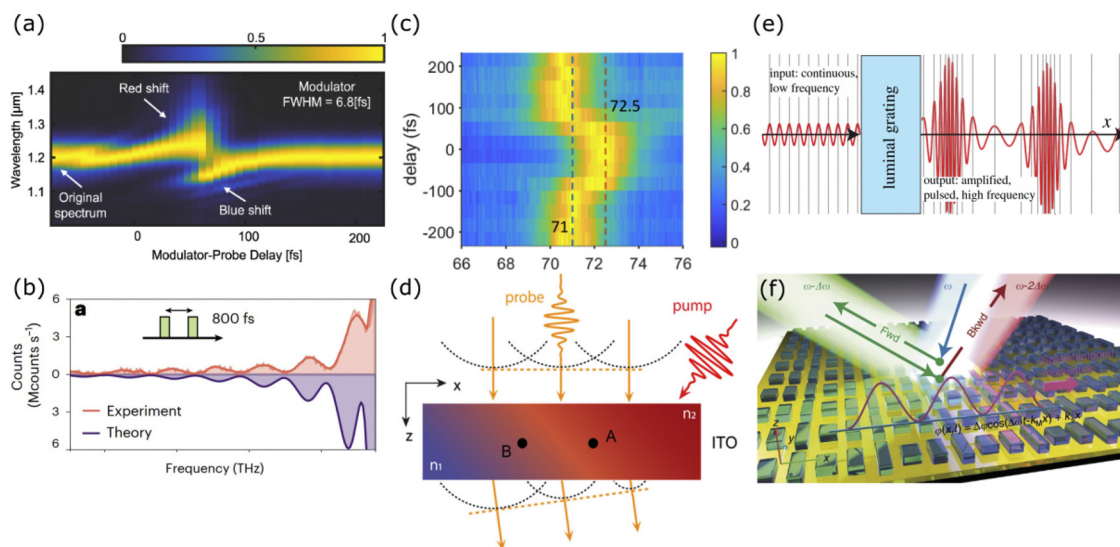 (a)
0
0.5
1
Wavelength [μm]
1.4
1.3
1.2
1.1
Red shift
Modulator
FWHM = 6.8[fs]
Original
spectrum
Blue shift
0
100
200
Modulator-Probe Delay [fs]
(b)
a
800 fs
Counts
(Mcounts s⁻¹)
6
3
0
3
6
Experiment
Theory
Frequency (THz)
(c)
delay (fs)
200
100
0
-100
-200
72.5
71
66
68
70
72
74
76
1
0.8
0.6
0.4
0.2
0
(d)
probe
pump
x
z
n₂
A
B
n₁
ITO
(e)
input: continuous,
low frequency
luminal grating
x
output: amplified,
pulsed, high frequency
(f)
ω-Δω
ω
ω-2Δω
Fwd
Bkwd
z
y
x